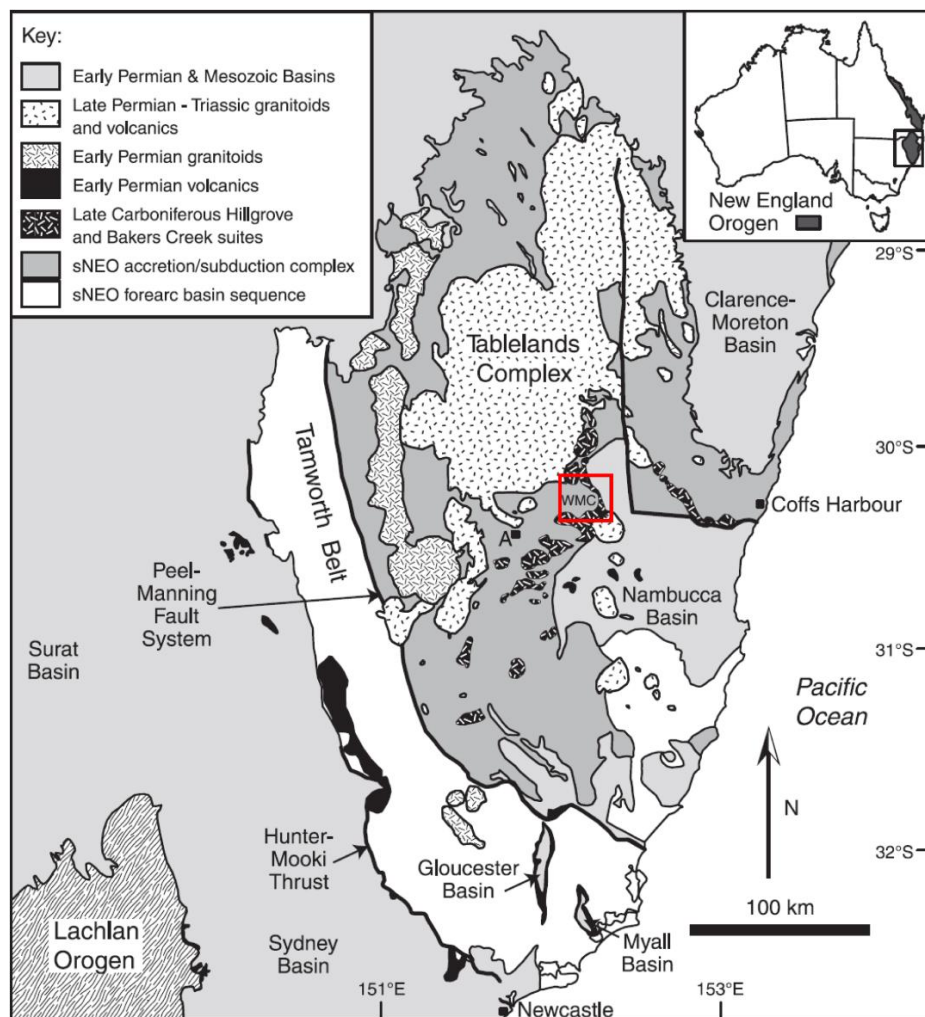 Key:
Early Permian & Mesozoic Basins
Late Permian - Triassic granitoids
and volcanics
Early Permian granitoids
Early Permian volcanics
Late Carboniferous Hillgrove
and Bakers Creek suites
sNEO accretion/subduction complex
sNEO forearc basin sequence
New England
Orogen
29°S
Clarence-
Moreton
Basin
Tablelands
Complex
30°S
Tamworth Belt
WMC
Coffs Harbour
A
Peel-
Manning
Fault
System
Nambucca
Basin
Surat
Basin
31°S
Pacific
Ocean
N
Hunter-
Mooki
Thrust
Gloucester
Basin
32°S
100 km
Lachlan
Orogen
Sydney
Basin
Myall
Basin
151°E
153°E
Newcastle